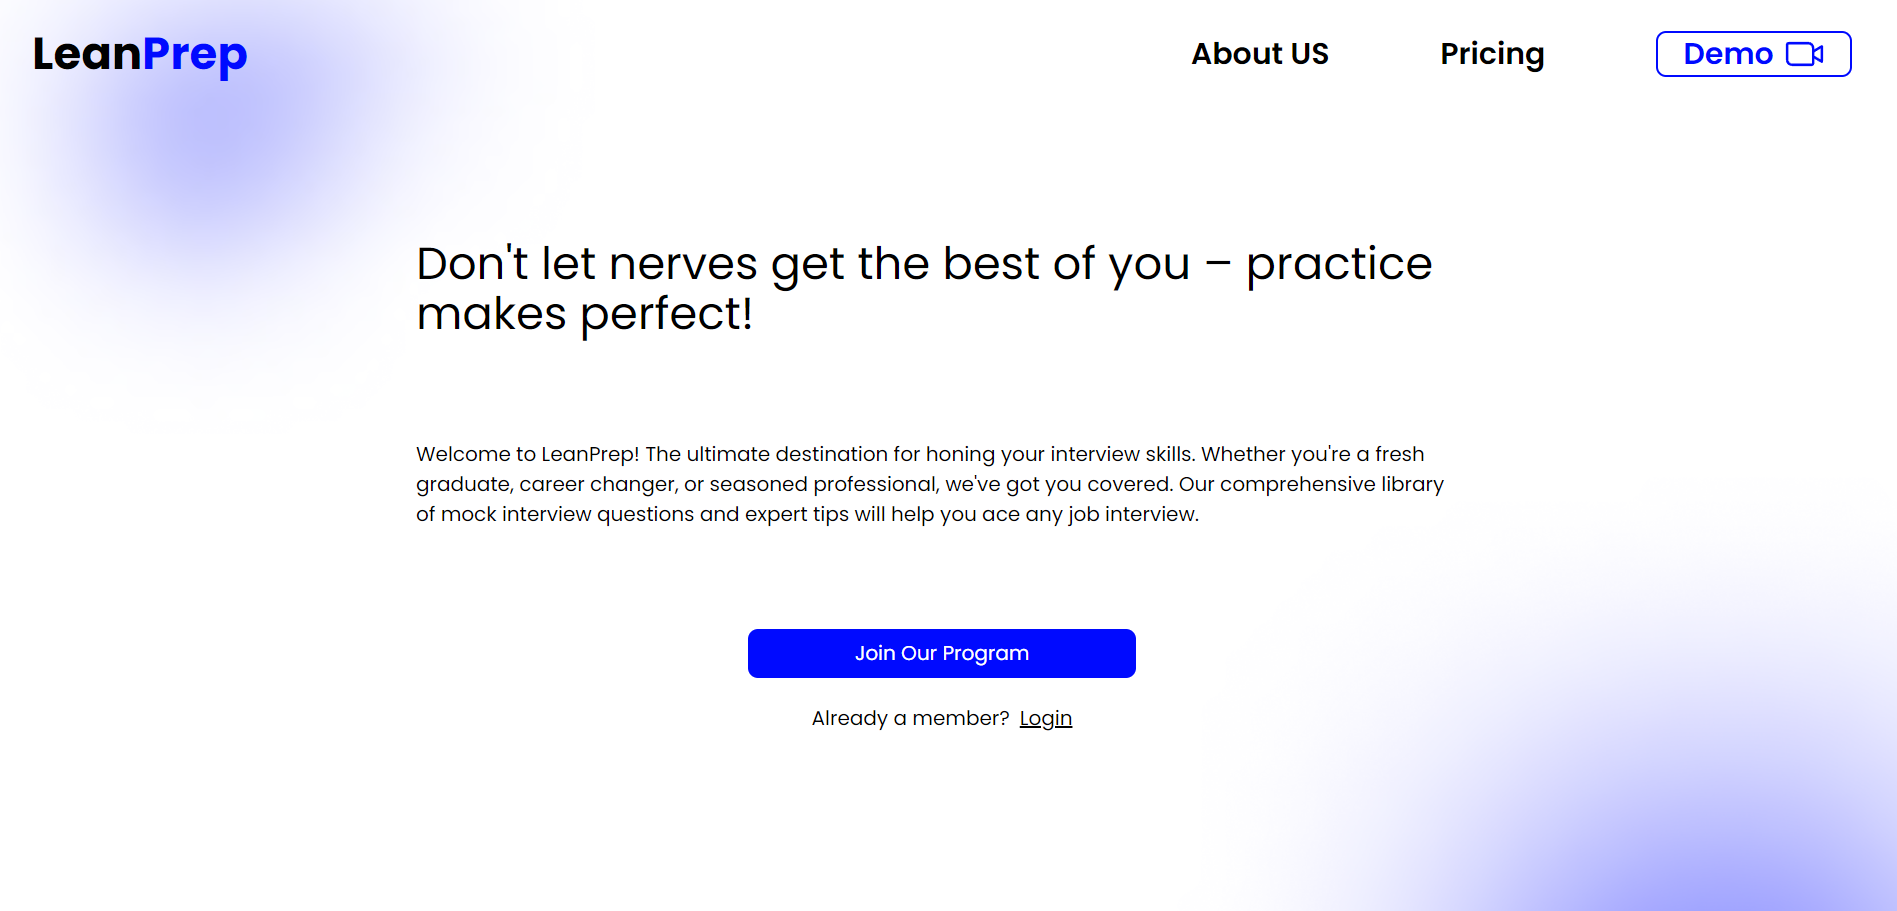 LeanPrep
About US
Pricing
Demo
Don't let nerves get the best of you – practice
makes perfect!
Welcome to LeanPrep! The ultimate destination for honing your interview skills. Whether you're a fresh
graduate, career changer, or seasoned professional, we've got you covered. Our comprehensive library
of mock interview questions and expert tips will help you ace any job interview.
Join Our Program
Already a member? Login